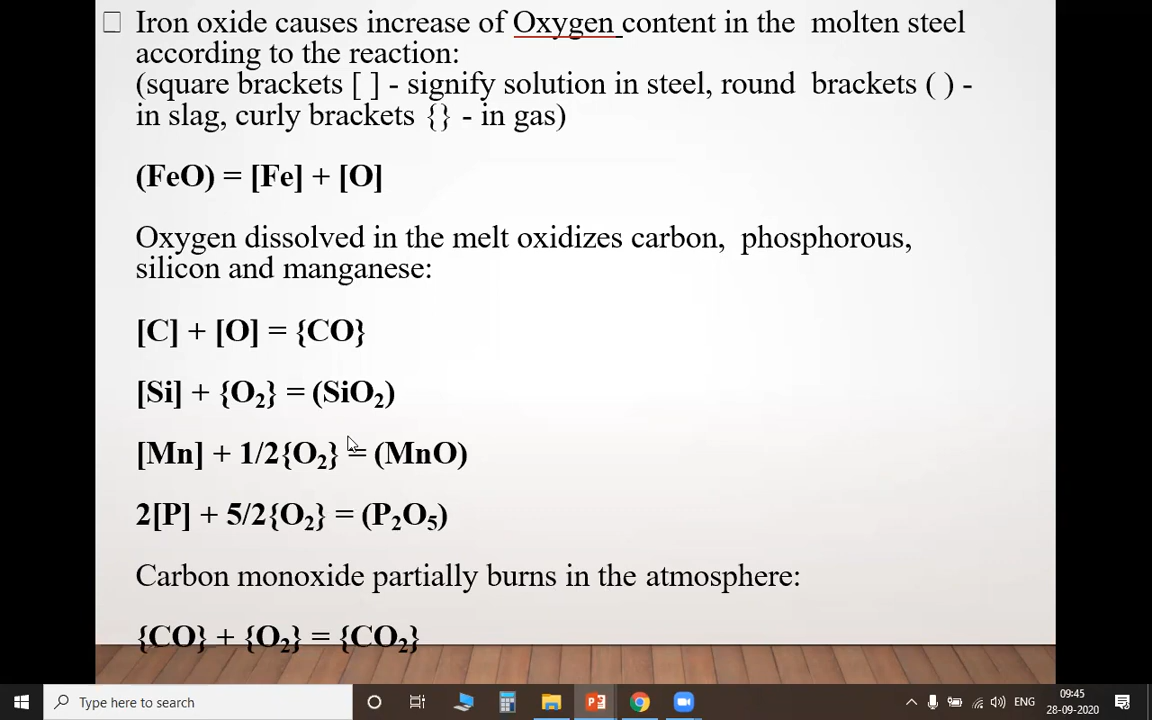 Iron oxide causes increase of Oxygen content in the molten steel
according to the reaction:
(square brackets [ ] - signify solution in steel, round brackets ( ) -
in slag, curly brackets {} - in gas)
(FeO) = [Fe] + [O]
Oxygen dissolved in the melt oxidizes carbon, phosphorous,
silicon and manganese:
[C] + [O] = {CO}
[Si] + {O₂} = (SiO₂)
[Mn] + 1/2{O₂} = (MnO)
2[P] + 5/2{O₂} = (P₂O₅)
Carbon monoxide partially burns in the atmosphere:
{CO} + {O₂} = {CO₂}
Type here to search
ENG
09:45
28-09-2020